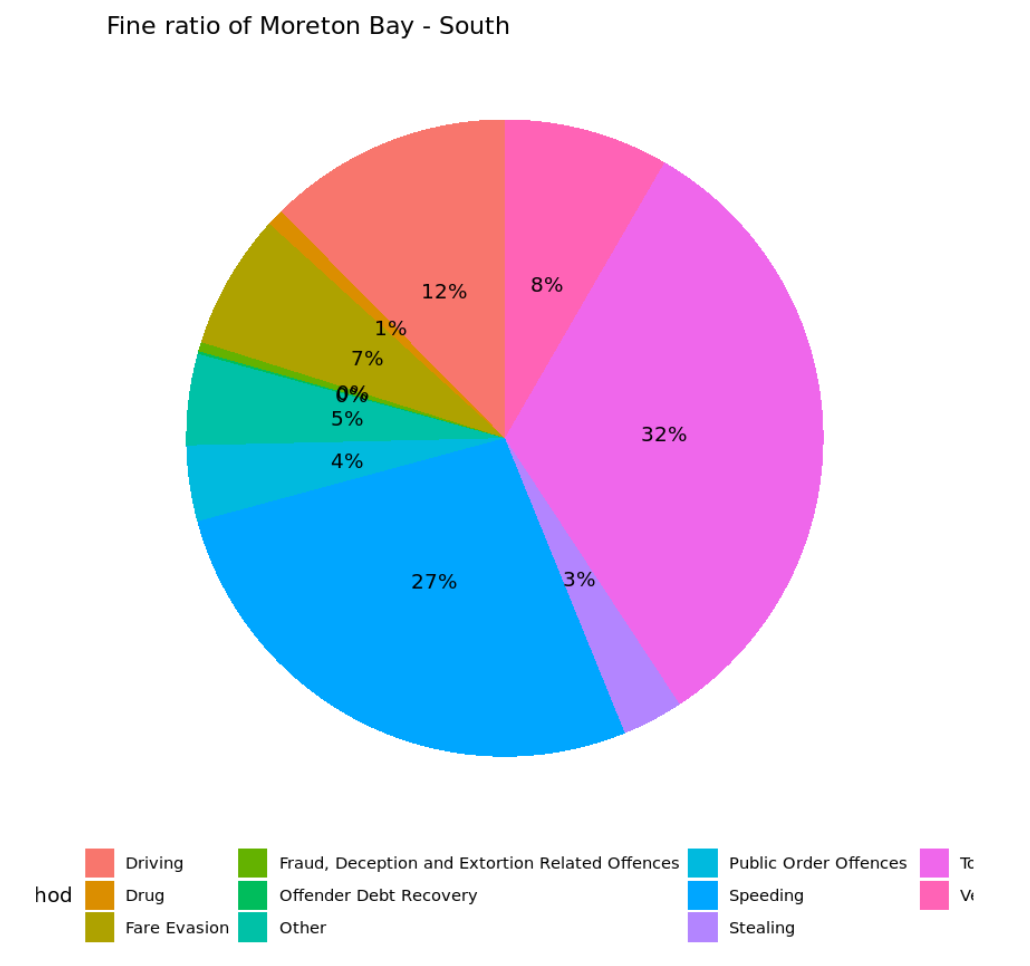 Fine ratio of Moreton Bay - South
12%
8%
1%
7%
0%
0%
5%
32%
4%
27%
3%
hod
Driving
Drug
Fare Evasion
Fraud, Deception and Extortion Related Offences
Offender Debt Recovery
Other
Public Order Offences
Speeding
Stealing